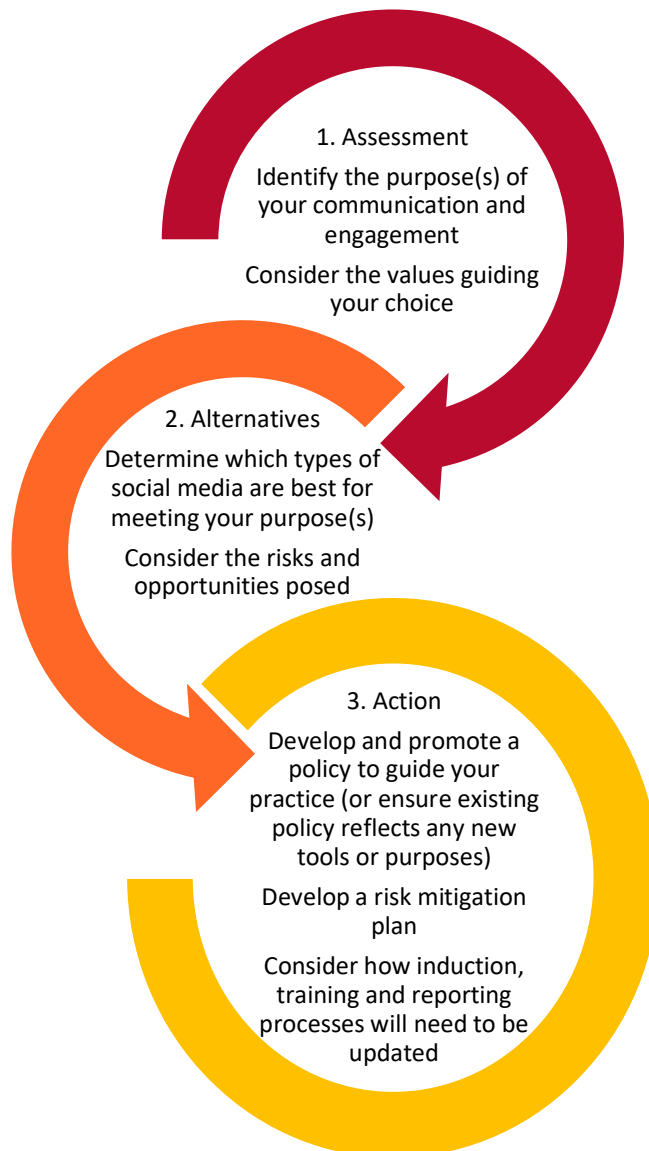 1. Assessment
Identify the purpose(s) of
your communication and
engagement
Consider the values guiding
your choice
2. Alternatives
Determine which types of
social media are best for
meeting your purpose(s)
Consider the risks and
opportunities posed
3. Action
Develop and promote a
policy to guide your
practice (or ensure existing
policy reflects any new
tools or purposes)
Develop a risk mitigation
plan
Consider how induction,
training and reporting
processes will need to be
updated